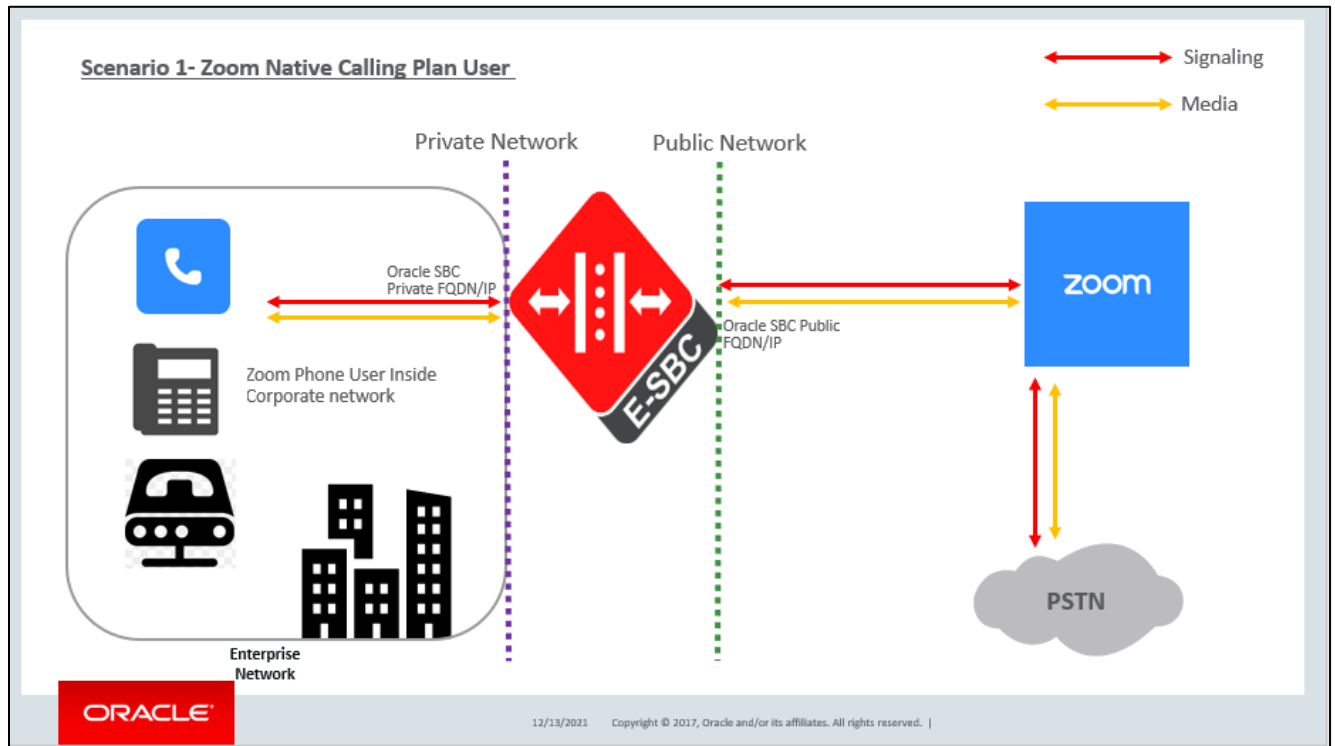 Scenario 1- Zoom Native Calling Plan User
Signaling
Media
Private Network
Public Network
Oracle SBC
Private FQDN/IP
Zoom Phone User Inside
Corporate network
E-SBC
Oracle SBC Public
FQDN/IP
zoom
PSTN
Enterprise
Network
ORACLE
12/13/2021 Copyright © 2017, Oracle and/or its affiliates. All rights reserved. |